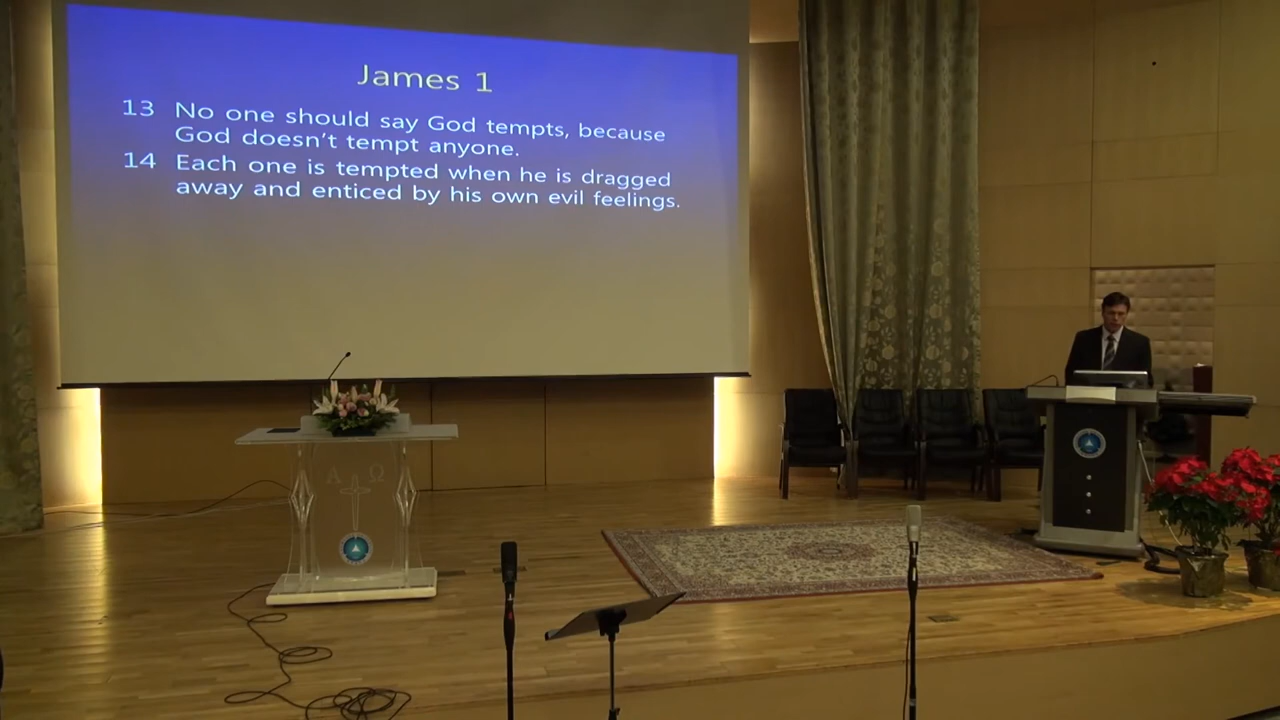 James 1
13 No one should say God tempts, because
God doesn't tempt anyone.
14 Each one is tempted when he is dragged
away and enticed by his own evil feelings.
Α Ω